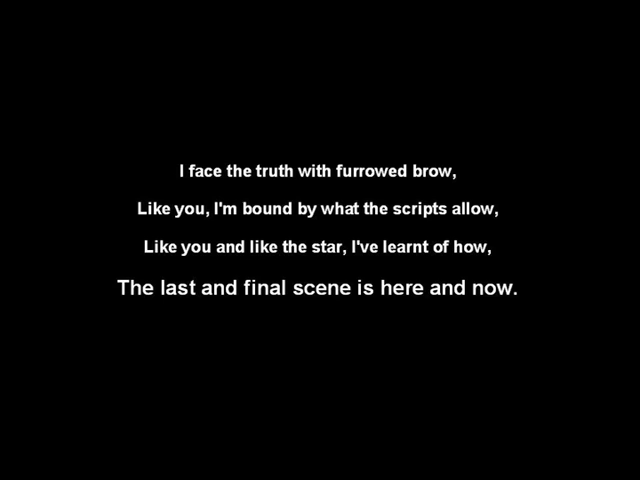 I face the truth with furrowed brow,
Like you, I'm bound by what the scripts allow,
Like you and like the star, I've learnt of how,
The last and final scene is here and now.